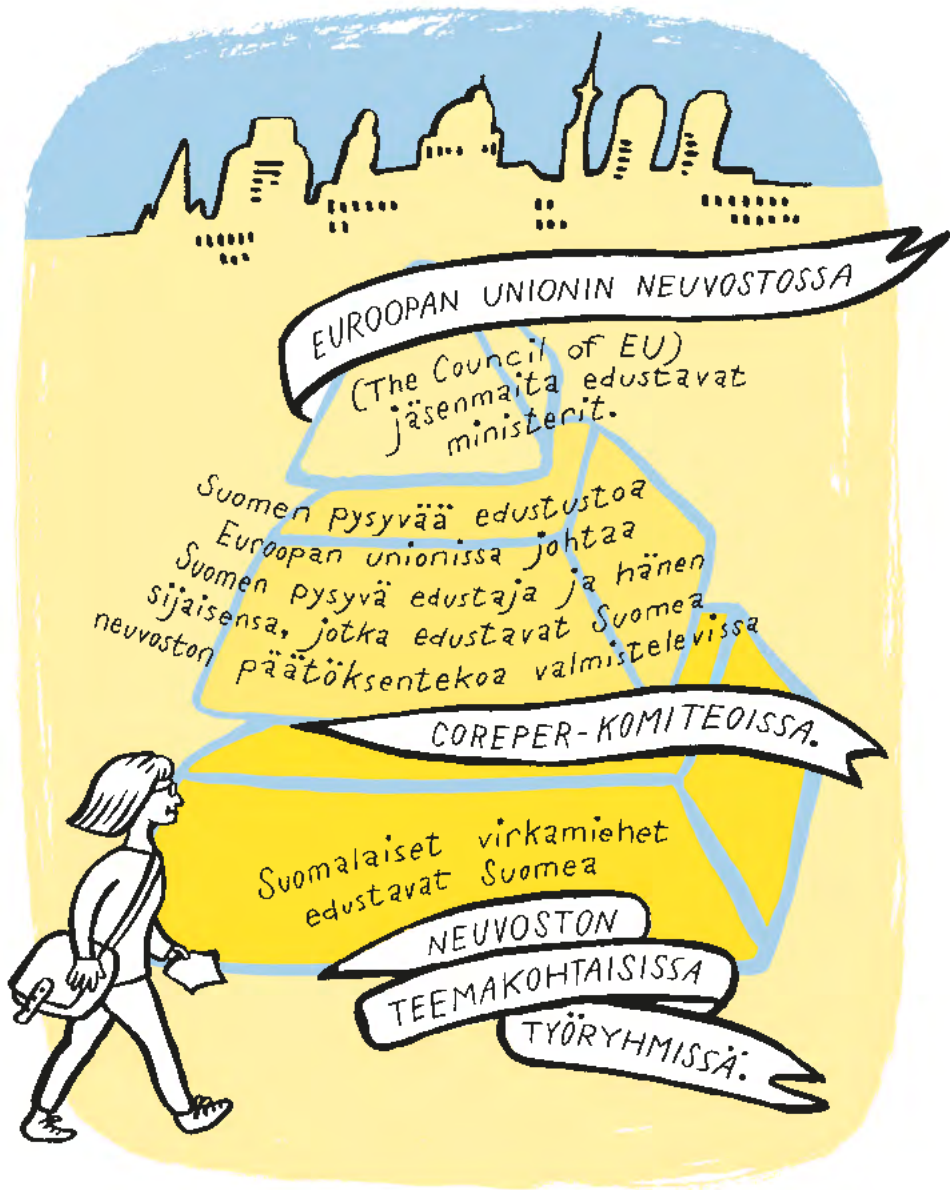 EUROOPAN UNIONIN NEUVOSTOSSA
(The Council of EU)
jäsenmaita edustavat
ministerit.
Suomen pysyvää edustustoa
Euroopan unionissa johtaa
Suomen pysyvä edustaja ja hänen
sijaisensa, jotka edustavat Suomea
neuvoston päätöksentekoa valmistelevissa
COREPER-KOMITEOISSA.
Suomalaiset virkamiehet
edustavat Suomea
NEUVOSTON
TEEMAKOHTAISISSA
TYÖRYHMISSÄ.